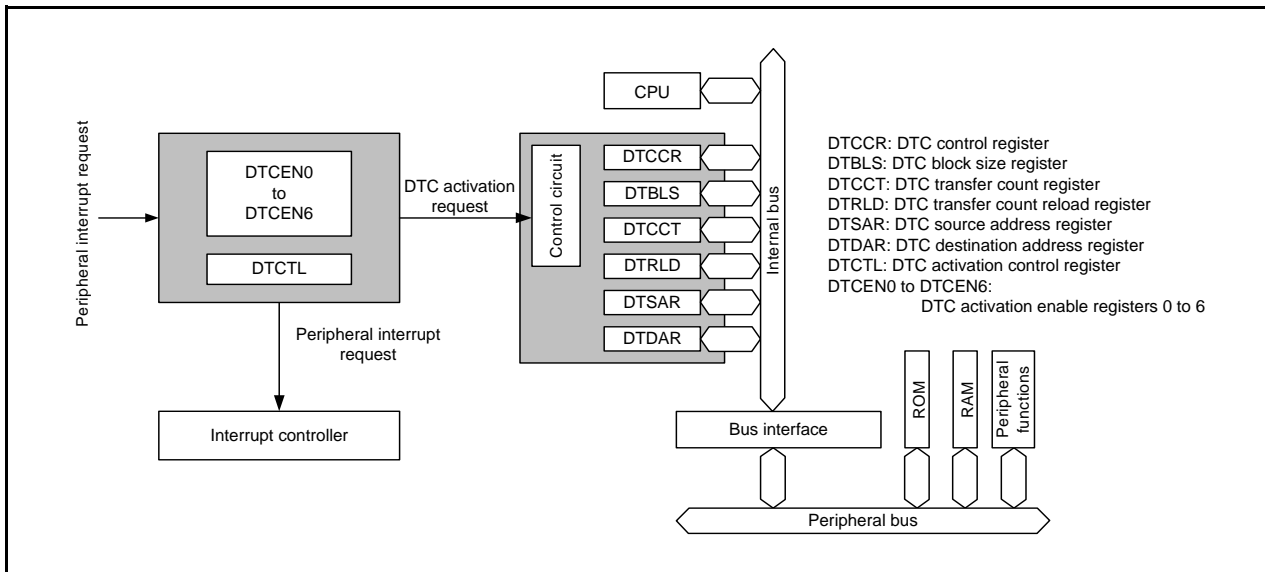 Peripheral interrupt request
DTCEN0
to
DTCEN6
DTCTL
DTC activation
request
Peripheral interrupt
request
Interrupt controller
CPU
Control circuit
DTCCR
DTBLS
DTCCT
DTRLD
DTSAR
DTDAR
Internal bus
DTCCR: DTC control register
DTBLS: DTC block size register
DTCCT: DTC transfer count register
DTRLD: DTC transfer count reload register
DTSAR: DTC source address register
DTDAR: DTC destination address register
DTCTL: DTC activation control register
DTCEN0 to DTCEN6:
DTC activation enable registers 0 to 6
Bus interface
ROM
RAM
Peripheral
functions
Peripheral bus